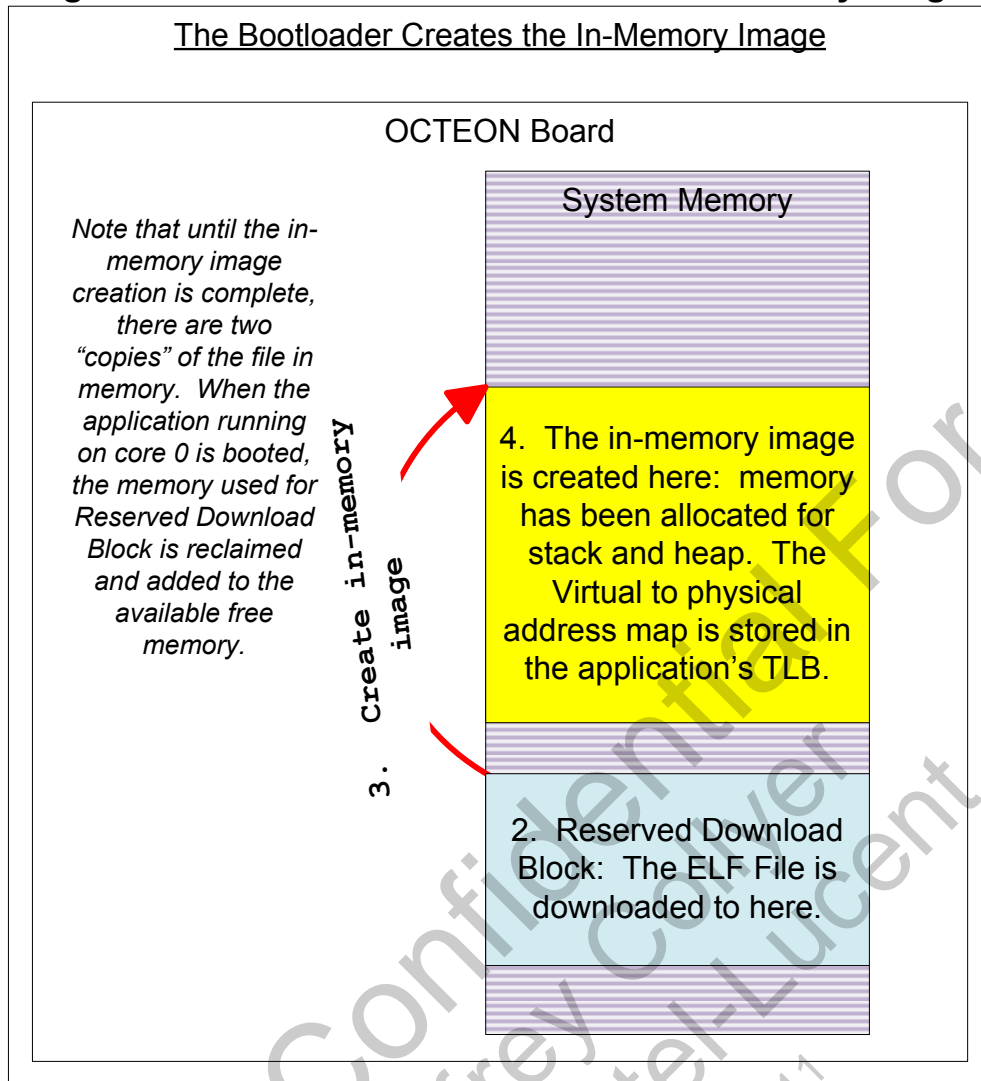 The Bootloader Creates the In-Memory Image
OCTEON Board
Note that until the in-
memory image
creation is complete,
there are two
“copies” of the file in
memory. When the
application running
on core 0 is booted,
the memory used for
Reserved Download
Block is reclaimed
and added to the
available free
memory.
3. Create in-memory
image
System Memory
4. The in-memory image
is created here: memory
has been allocated for
stack and heap. The
Virtual to physical
address map is stored in
the application’s TLB.
2. Reserved Download
Block: The ELF File is
downloaded to here.
Confidential For
Collyer